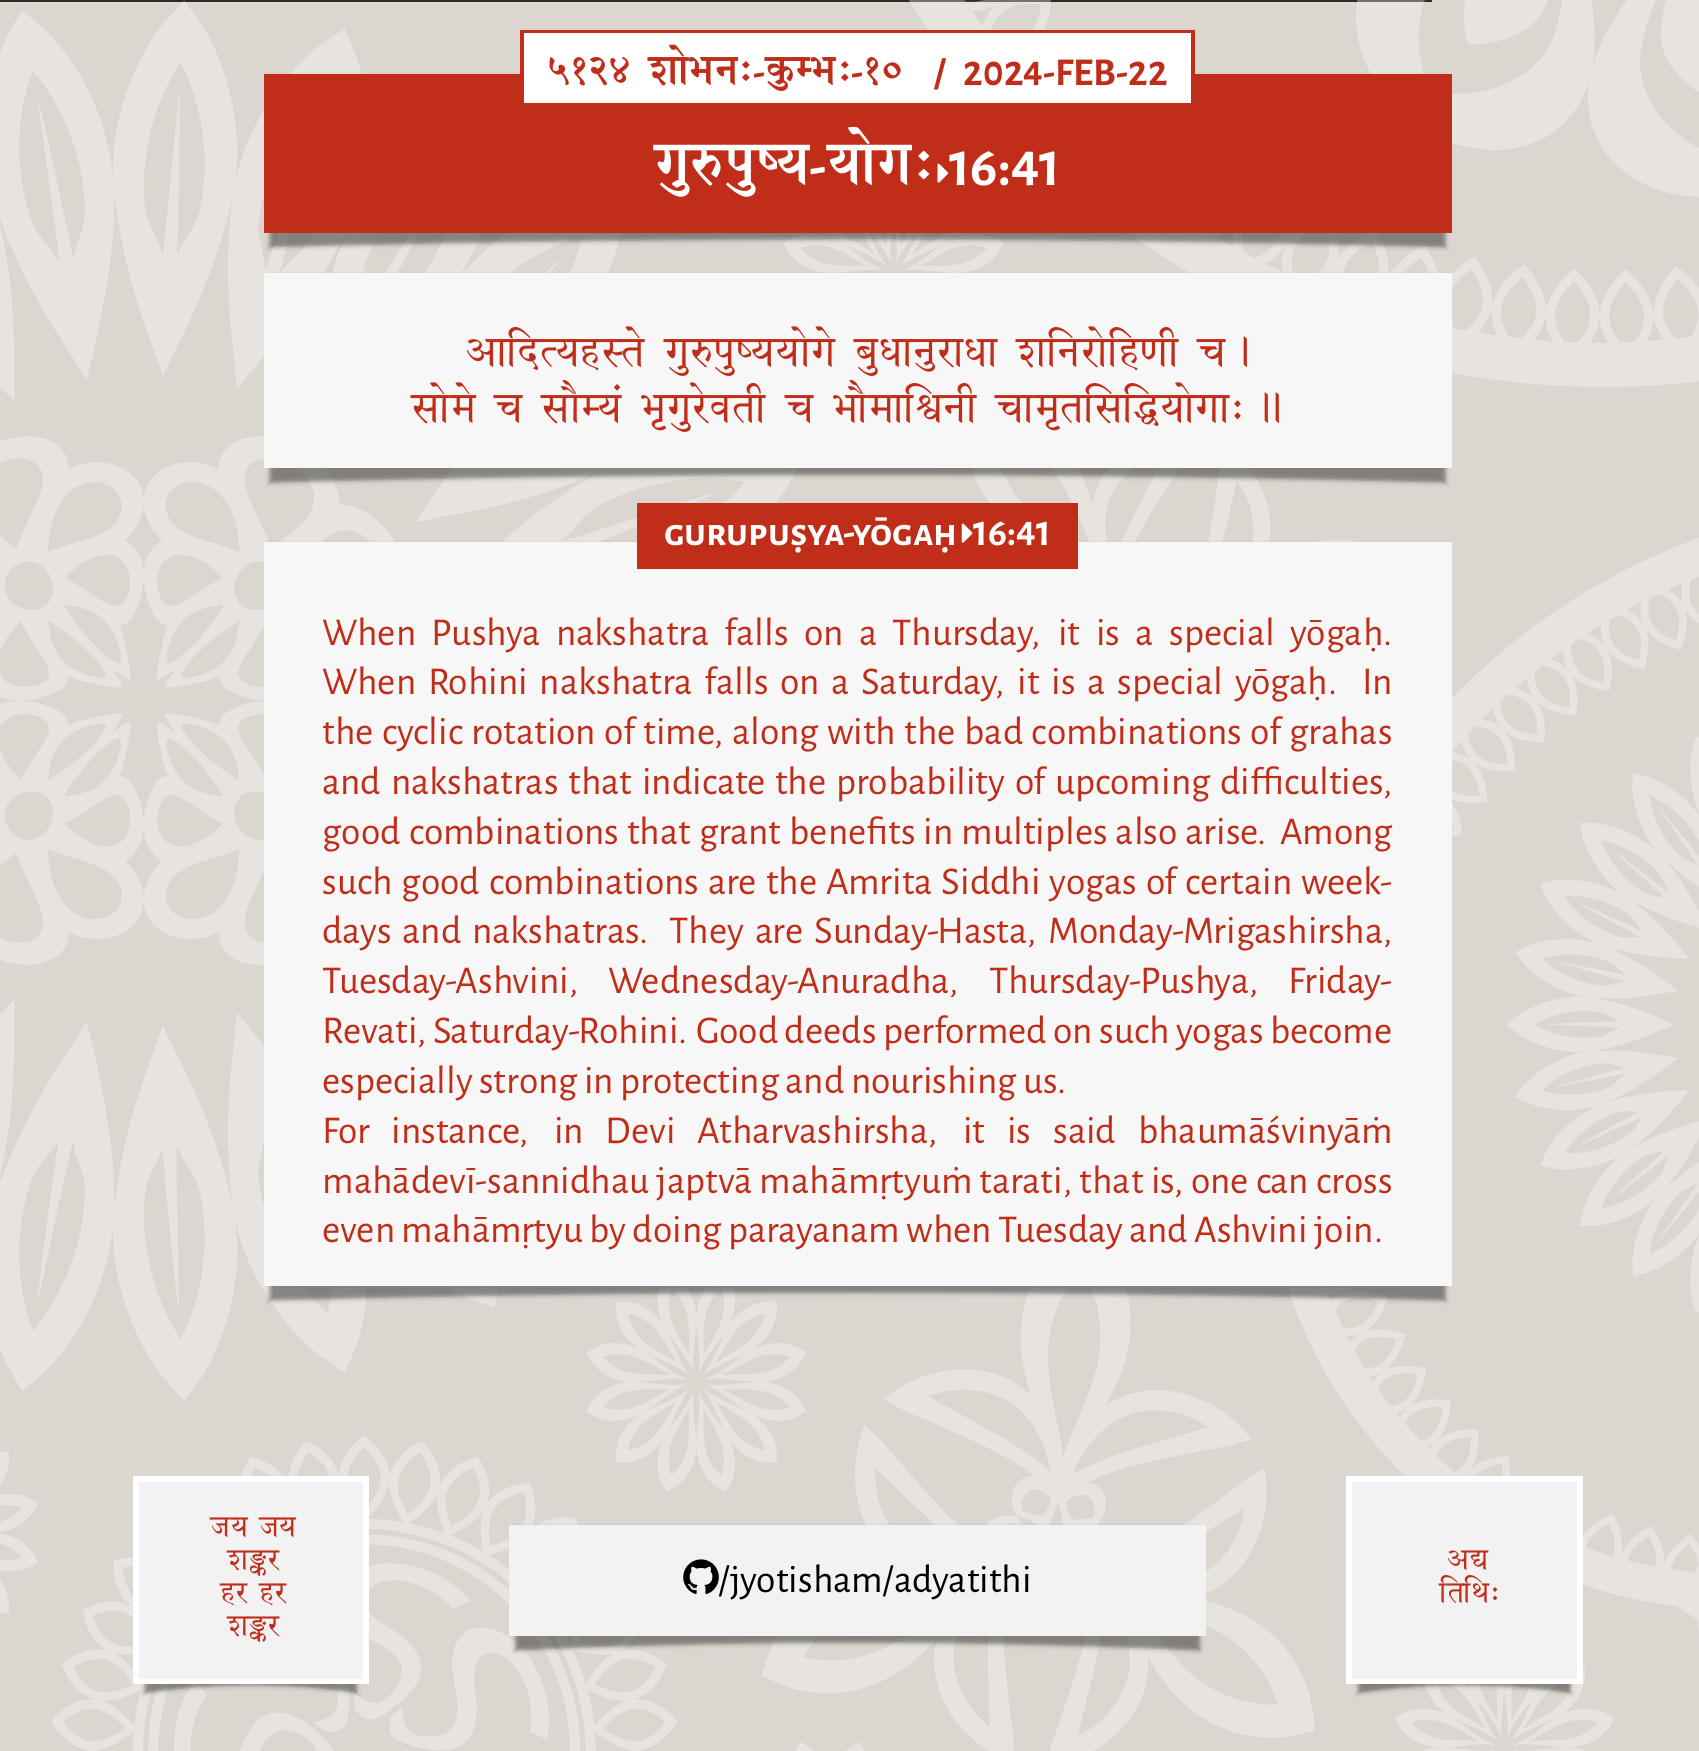 ५१२४ शोभनः-कुम्भः-१० / 2024-FEB-22
गुरुपुष्य-योगः⏵16:41
आदित्यहस्ते गुरुपुष्ययोगे बुधानुराधा शनिरोहिणी च।
सोमे च सौम्यं भृगुरेवती च भौमाश्विनी चामृतसिद्धियोगाः॥
GURUPUṢYA-YŌGAḤ⏵16:41
When Pushya nakshatra falls on a Thursday, it is a special yōgaḥ.
When Rohini nakshatra falls on a Saturday, it is a special yōgaḥ. In
the cyclic rotation of time, along with the bad combinations of grahas
and nakshatras that indicate the probability of upcoming difficulties,
good combinations that grant benefits in multiples also arise. Among
such good combinations are the Amrita Siddhi yogas of certain week-
days and nakshatras. They are Sunday-Hasta, Monday-Mrigashirsha,
Tuesday-Ashvini, Wednesday-Anuradha, Thursday-Pushya, Friday-
Revati, Saturday-Rohini. Good deeds performed on such yogas become
especially strong in protecting and nourishing us.
For instance, in Devi Atharvashirsha, it is said bhaumāśvinyāṁ
mahādevī-sannidhau japtvā mahāmṛtyuṁ tarati, that is, one can cross
even mahāmṛtyu by doing parayanam when Tuesday and Ashvini join.
जय जय
शङ्कर
हर हर
शङ्कर
/jyotisham/adyatithi
अद्य
तिथिः